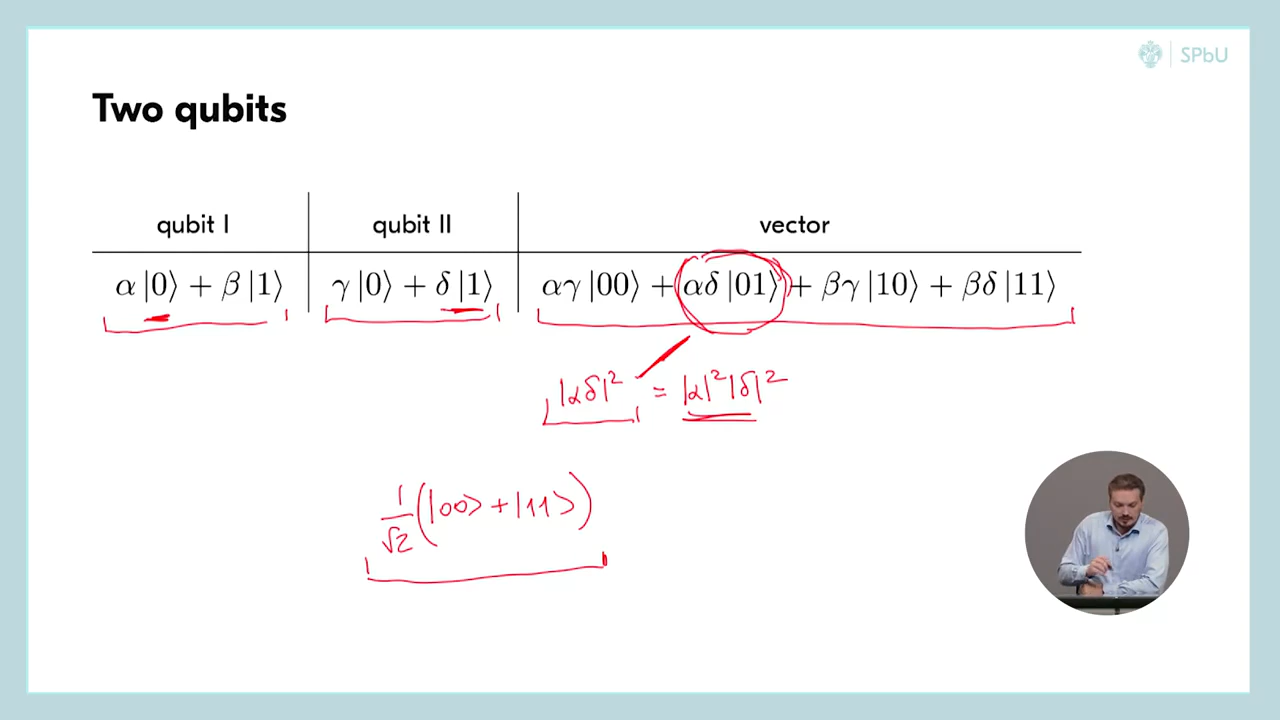 SPbU
Two qubits
qubit I | qubit II | vector
α|0⟩ + β|1⟩ | γ|0⟩ + δ|1⟩ | αγ|00⟩ + αδ|01⟩ + βγ|10⟩ + βδ|11⟩
|αδ|² = |α|²|δ|²
1/√2 (|00⟩ + |11⟩)